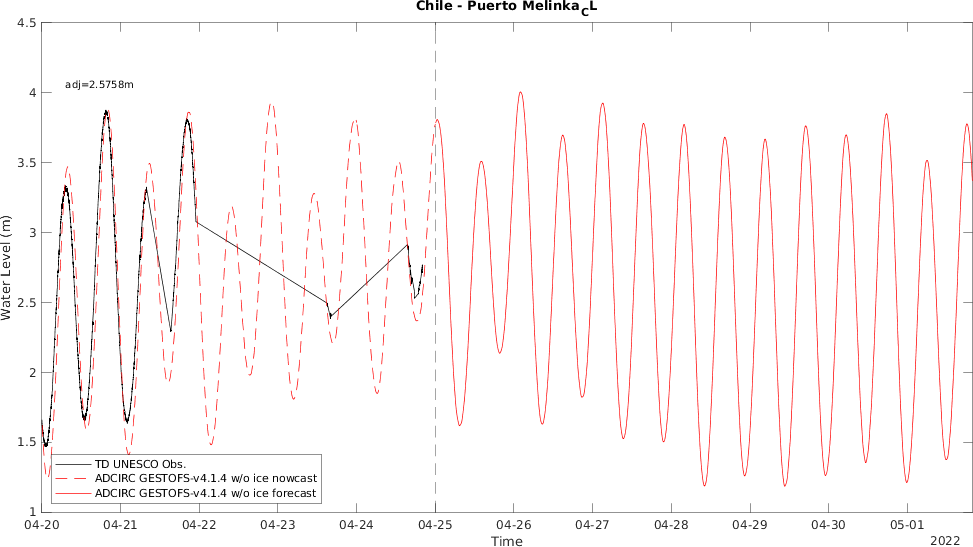 Chile - Puerto MelinkaCL
4.5
adj=2.5758m
4
3.5
3
2.5
2
1.5
1
Water Level (m)
TD UNESCO Obs.
ADCIRC GESTOFS-v4.1.4 w/o ice nowcast
ADCIRC GESTOFS-v4.1.4 w/o ice forecast
04-20 04-21 04-22 04-23 04-24 04-25 04-26 04-27 04-28 04-29 04-30 05-01
Time
2022